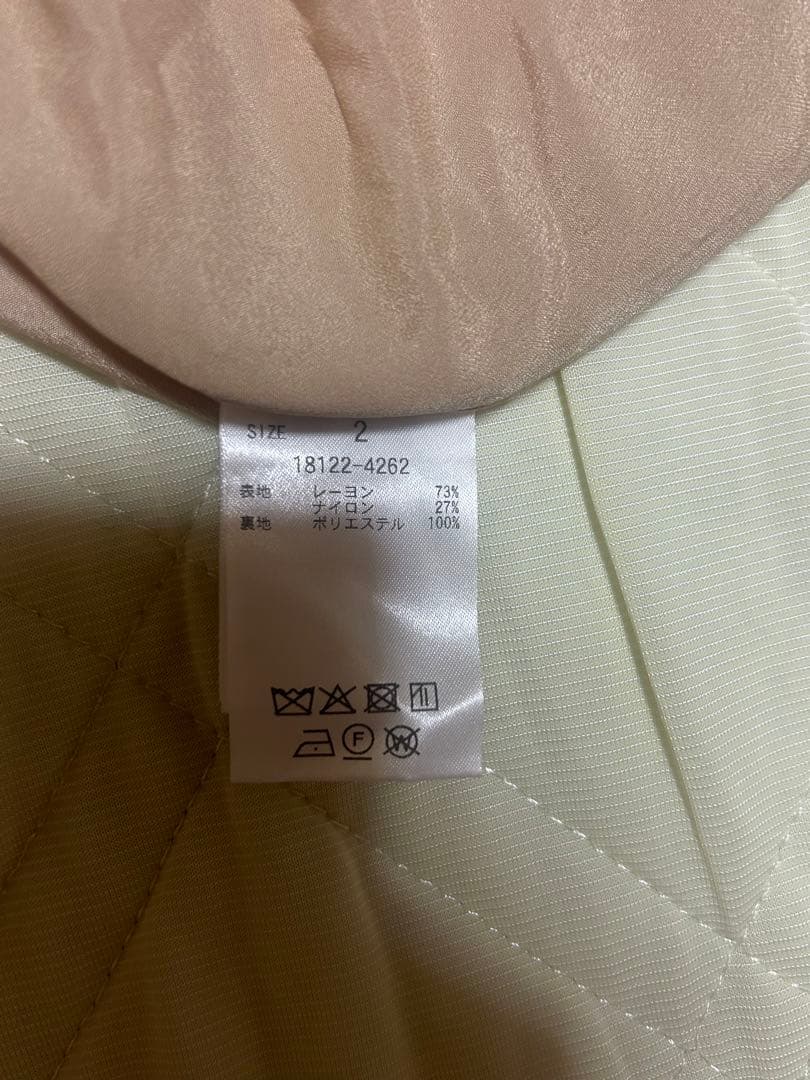 SIZE 2
18122-4262
表地 レーヨン 73%
ナイロン 27%
裏地 ポリエステル 100%
F
W